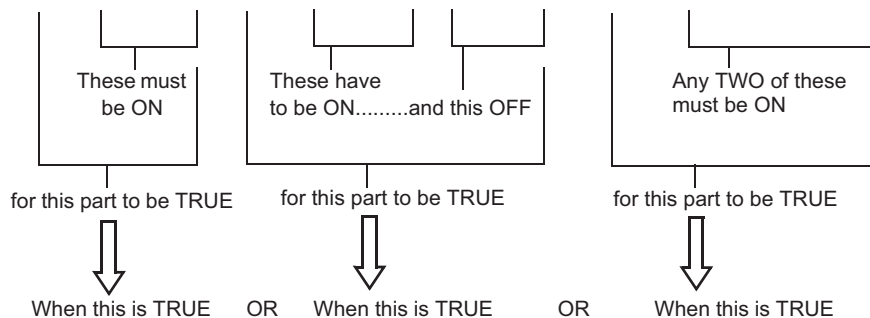 These must
be ON
These have
to be ON.........and this OFF
Any TWO of these
must be ON
for this part to be TRUE
for this part to be TRUE
for this part to be TRUE
When this is TRUE OR When this is TRUE OR When this is TRUE